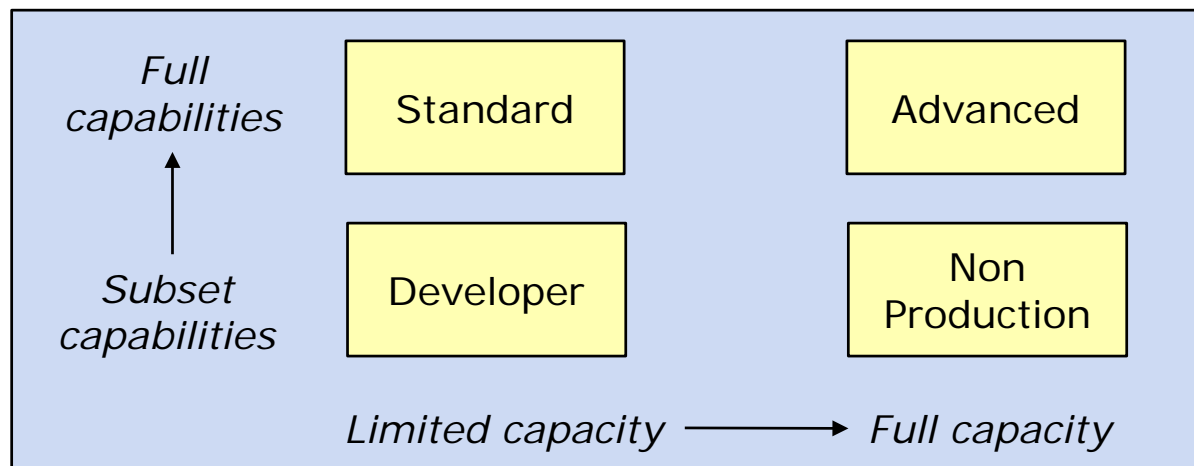 Full
capabilities
Standard
Advanced
Subset
capabilities
Developer
Non
Production
Limited capacity
Full capacity